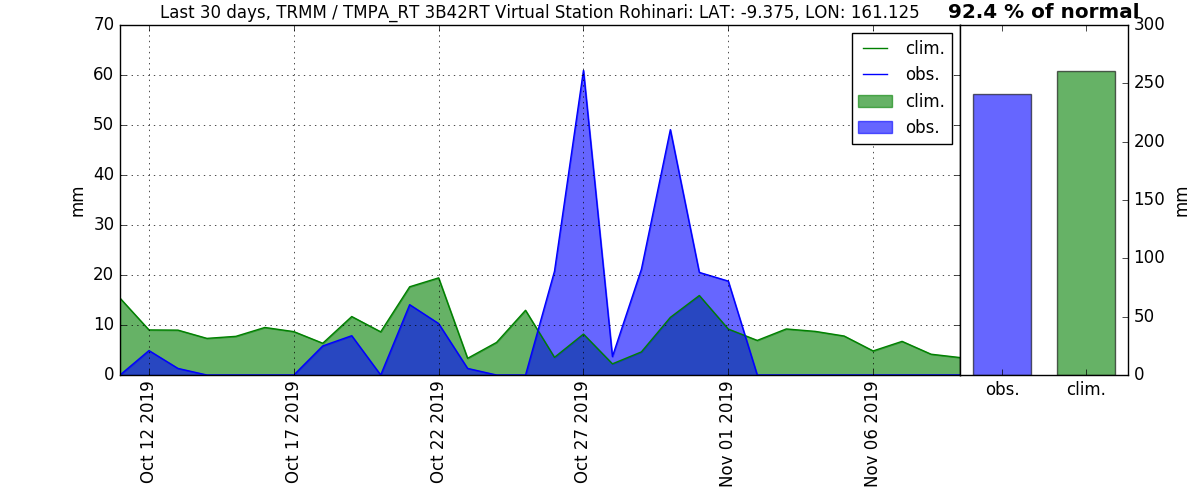 Last 30 days, TRMM / TMPA_RT 3B42RT Virtual Station Rohinari: LAT: -9.375, LON: 161.125
92.4 % of normal
70
60
50
40
30
20
10
0
mm
clim.
obs.
clim.
obs.
Oct 12 2019
Oct 17 2019
Oct 22 2019
Oct 27 2019
Nov 01 2019
Nov 06 2019
300
250
200
150
100
50
0
mm
obs.
clim.